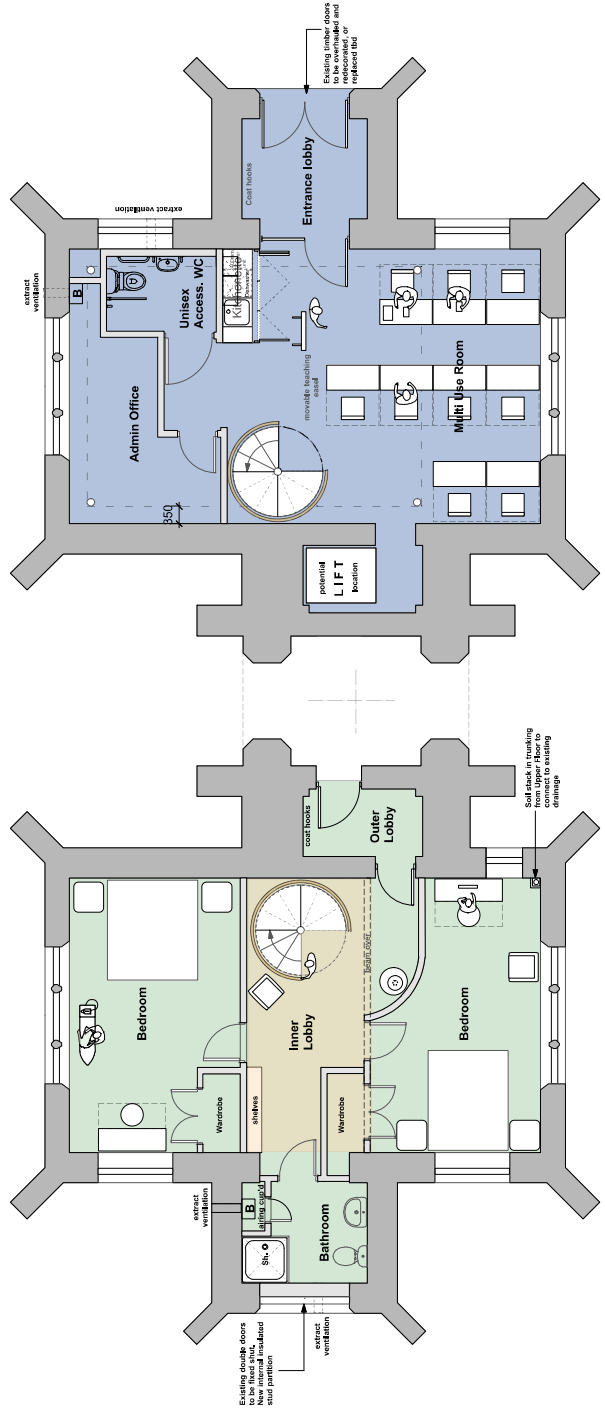 Existing timber doors
to be overhauled and
redecorated, or
replaced tbd
Coat hooks
Entrance lobby
extract ventilation
extract
ventilation
B
Unisex
Access. WC
Kitchenette
Dishwasher
Admin Office
movable teaching
easel
Multi Use Room
350
potential
LIFT
location
Soil stack in trunking
from Upper Floor to
connect to existing
drainage
coat hooks
Outer
Lobby
beam over
Bedroom
Inner
Lobby
Bedroom
Wardrobe
shelves
Wardrobe
extract
ventilation
B
airing cup'd
Sh.
Bathroom
Existing double doors
to be fixed shut.
New internal insulated
stud partition
extract
ventilation